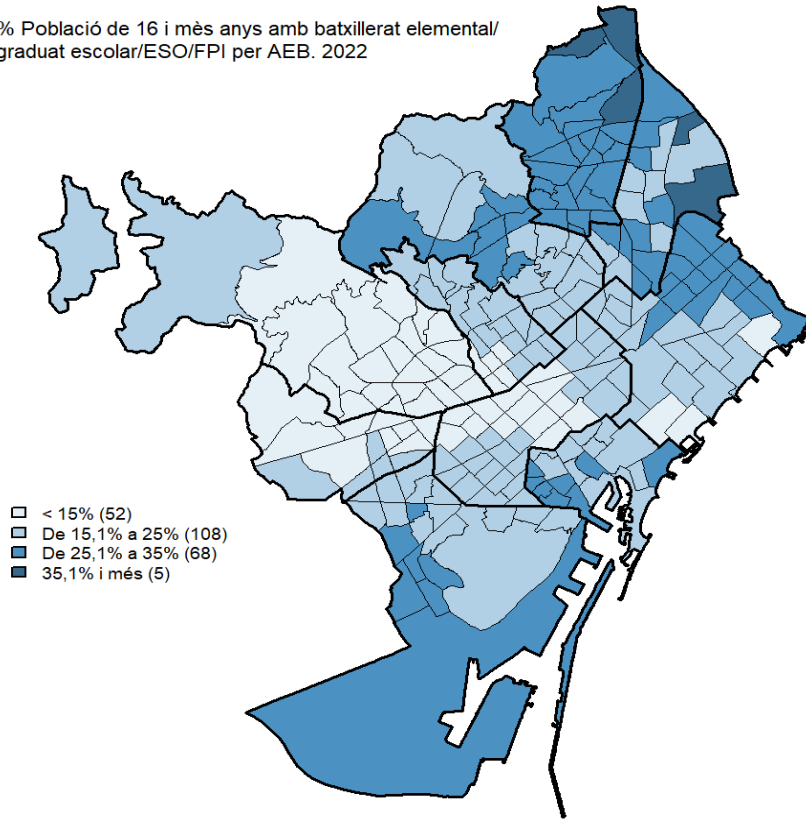 % Població de 16 i mès anys amb batxillerat elemental/
graduat escolar/ESO/FPI per AEB. 2022
< 15% (52)
De 15,1% a 25% (108)
De 25,1% a 35% (68)
35,1% i més (5)